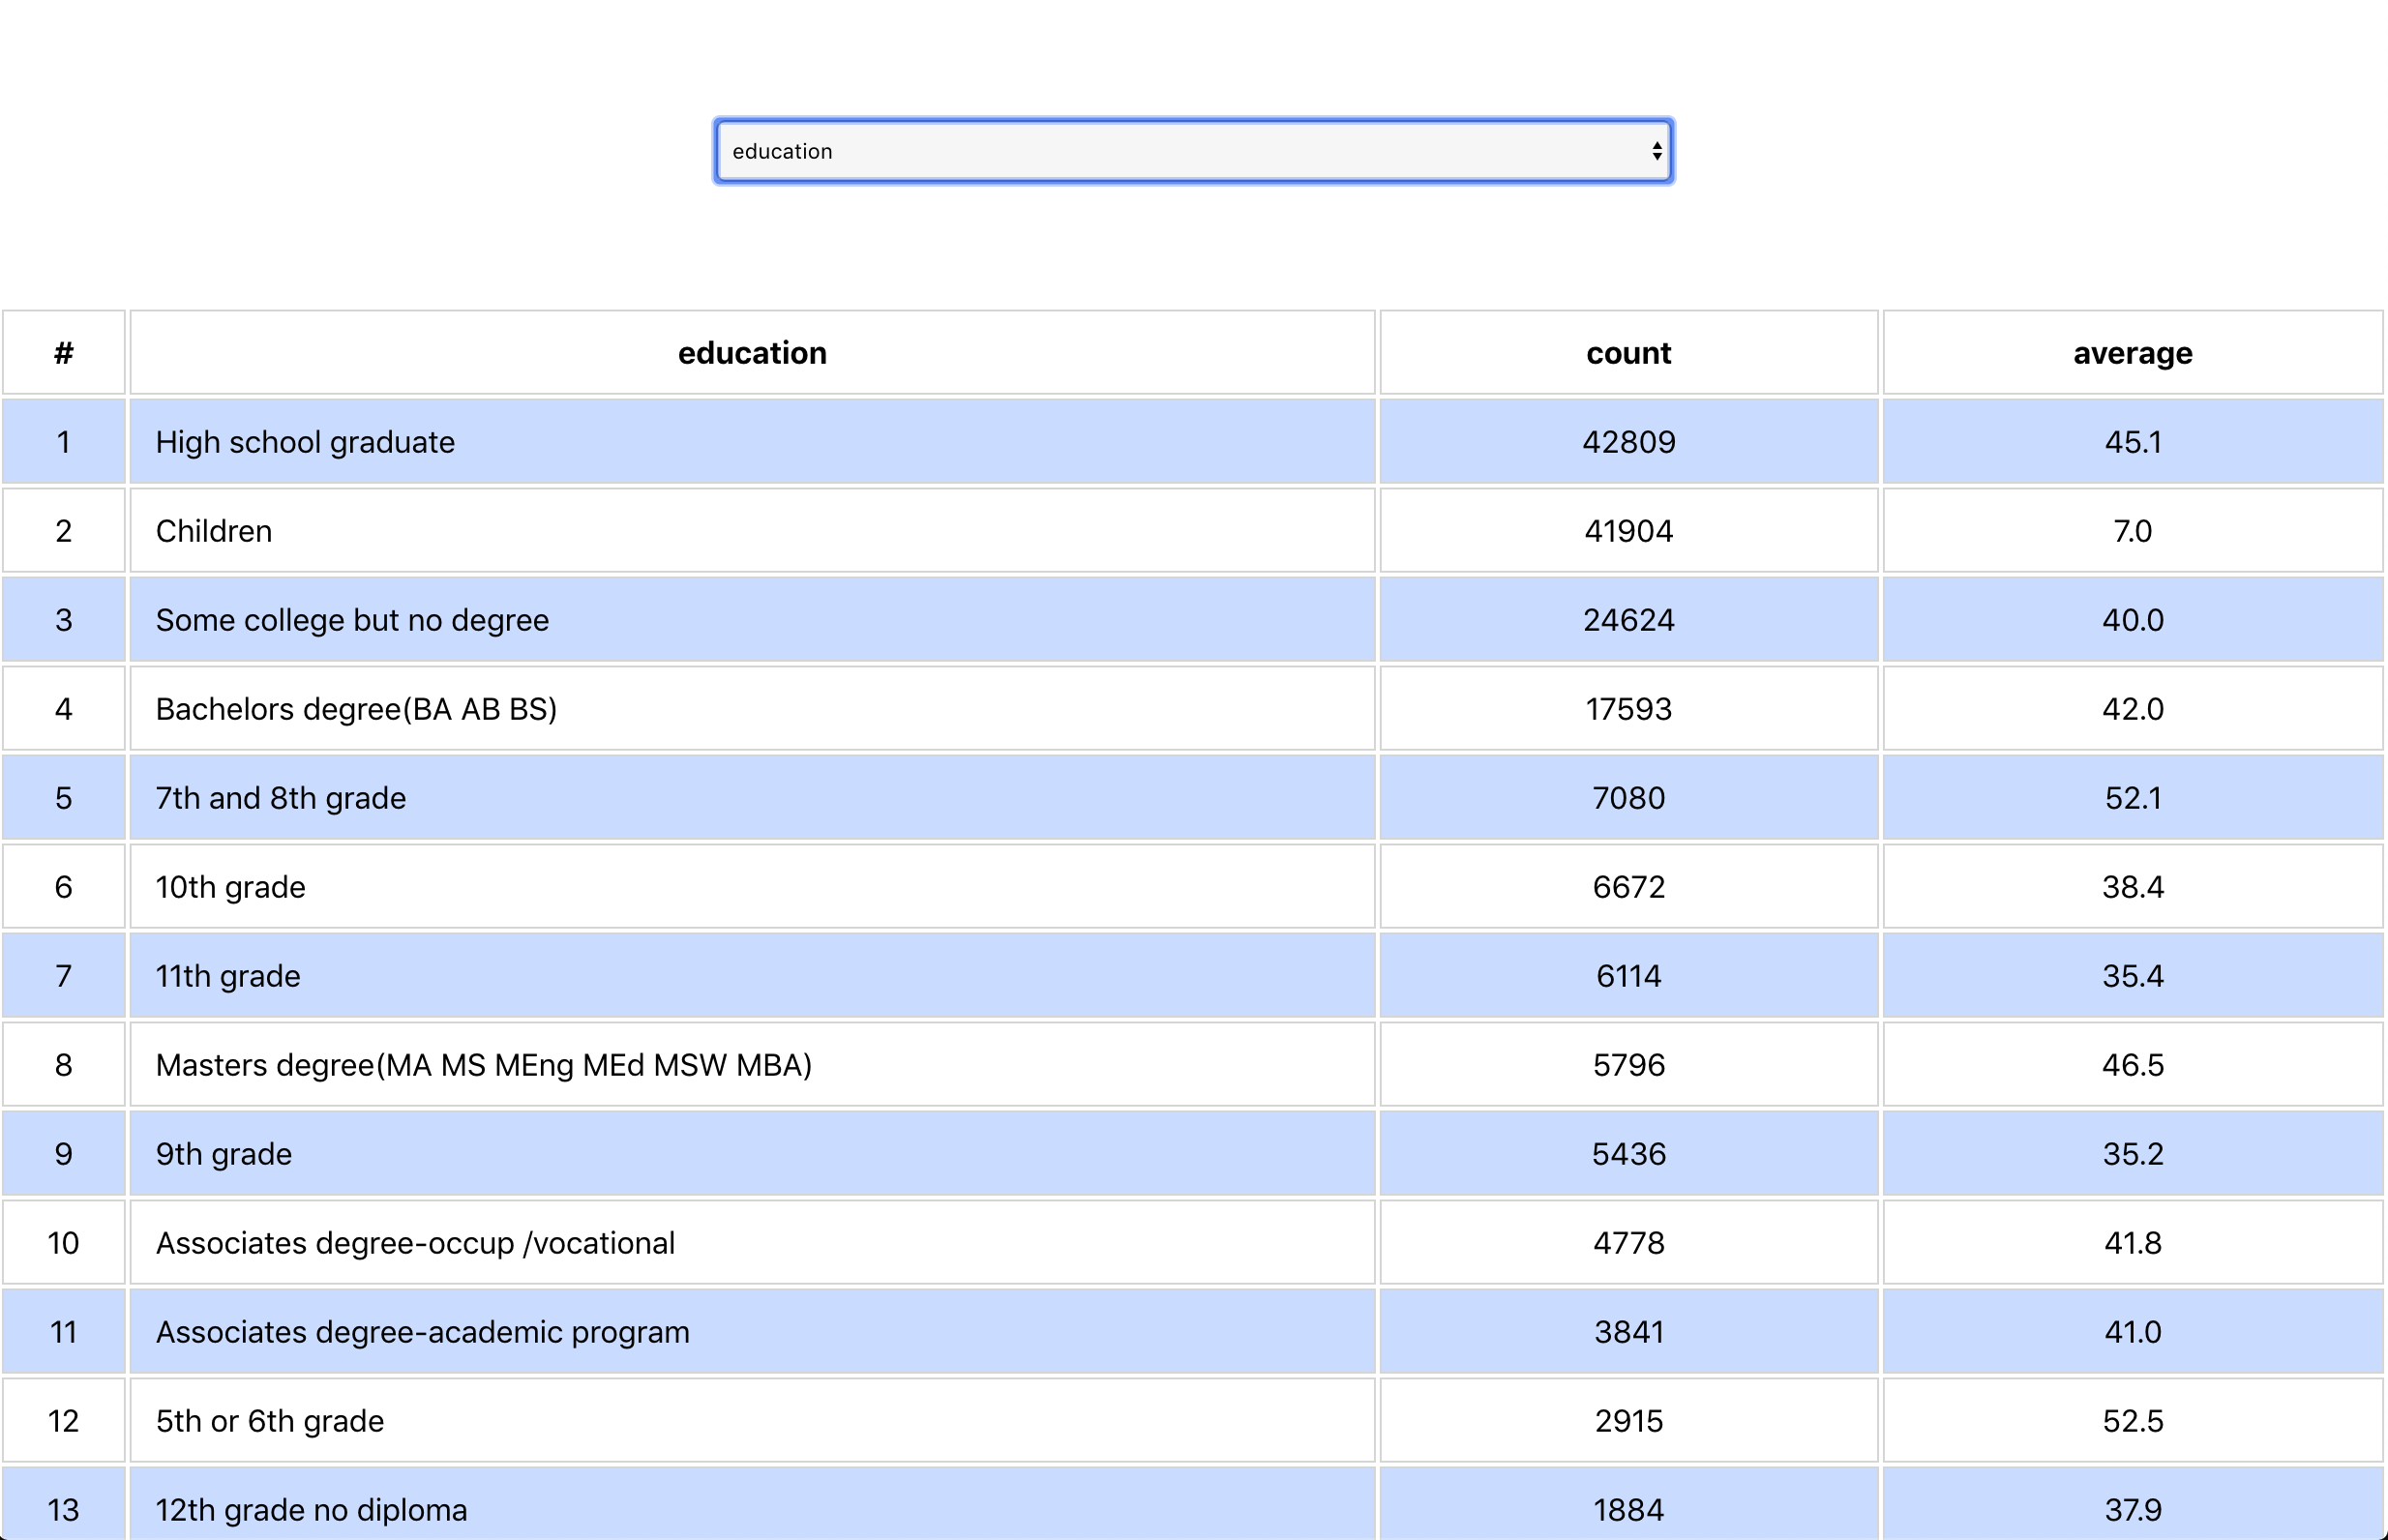 education
# education count average
1 High school graduate 42809 45.1
2 Children 41904 7.0
3 Some college but no degree 24624 40.0
4 Bachelors degree(BA AB BS) 17593 42.0
5 7th and 8th grade 7080 52.1
6 10th grade 6672 38.4
7 11th grade 6114 35.4
8 Masters degree(MA MS MEng MEd MSW MBA) 5796 46.5
9 9th grade 5436 35.2
10 Associates degree-occup /vocational 4778 41.8
11 Associates degree-academic program 3841 41.0
12 5th or 6th grade 2915 52.5
13 12th grade no diploma 1884 37.9